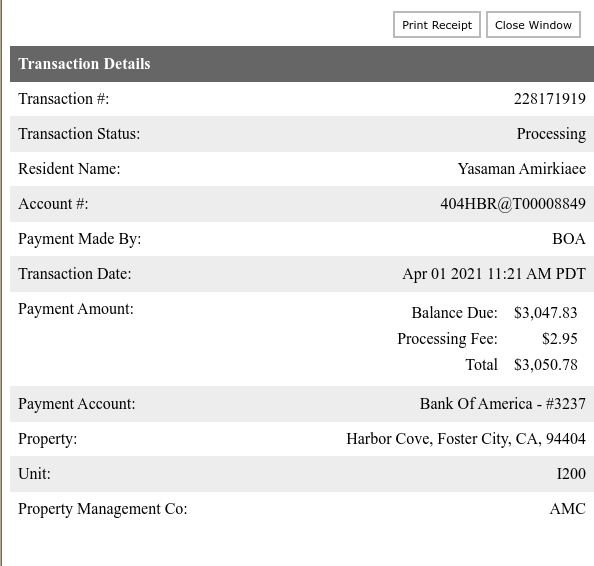 Print Receipt Close Window
Transaction Details
Transaction #: 228171919
Transaction Status: Processing
Resident Name: Yasaman Amirkiaee
Account #: 404HBR@T00008849
Payment Made By: BOA
Transaction Date: Apr 01 2021 11:21 AM PDT
Payment Amount: Balance Due: $3,047.83
Processing Fee: $2.95
Total $3,050.78
Payment Account: Bank Of America - #3237
Property: Harbor Cove, Foster City, CA, 94404
Unit: I200
Property Management Co: AMC